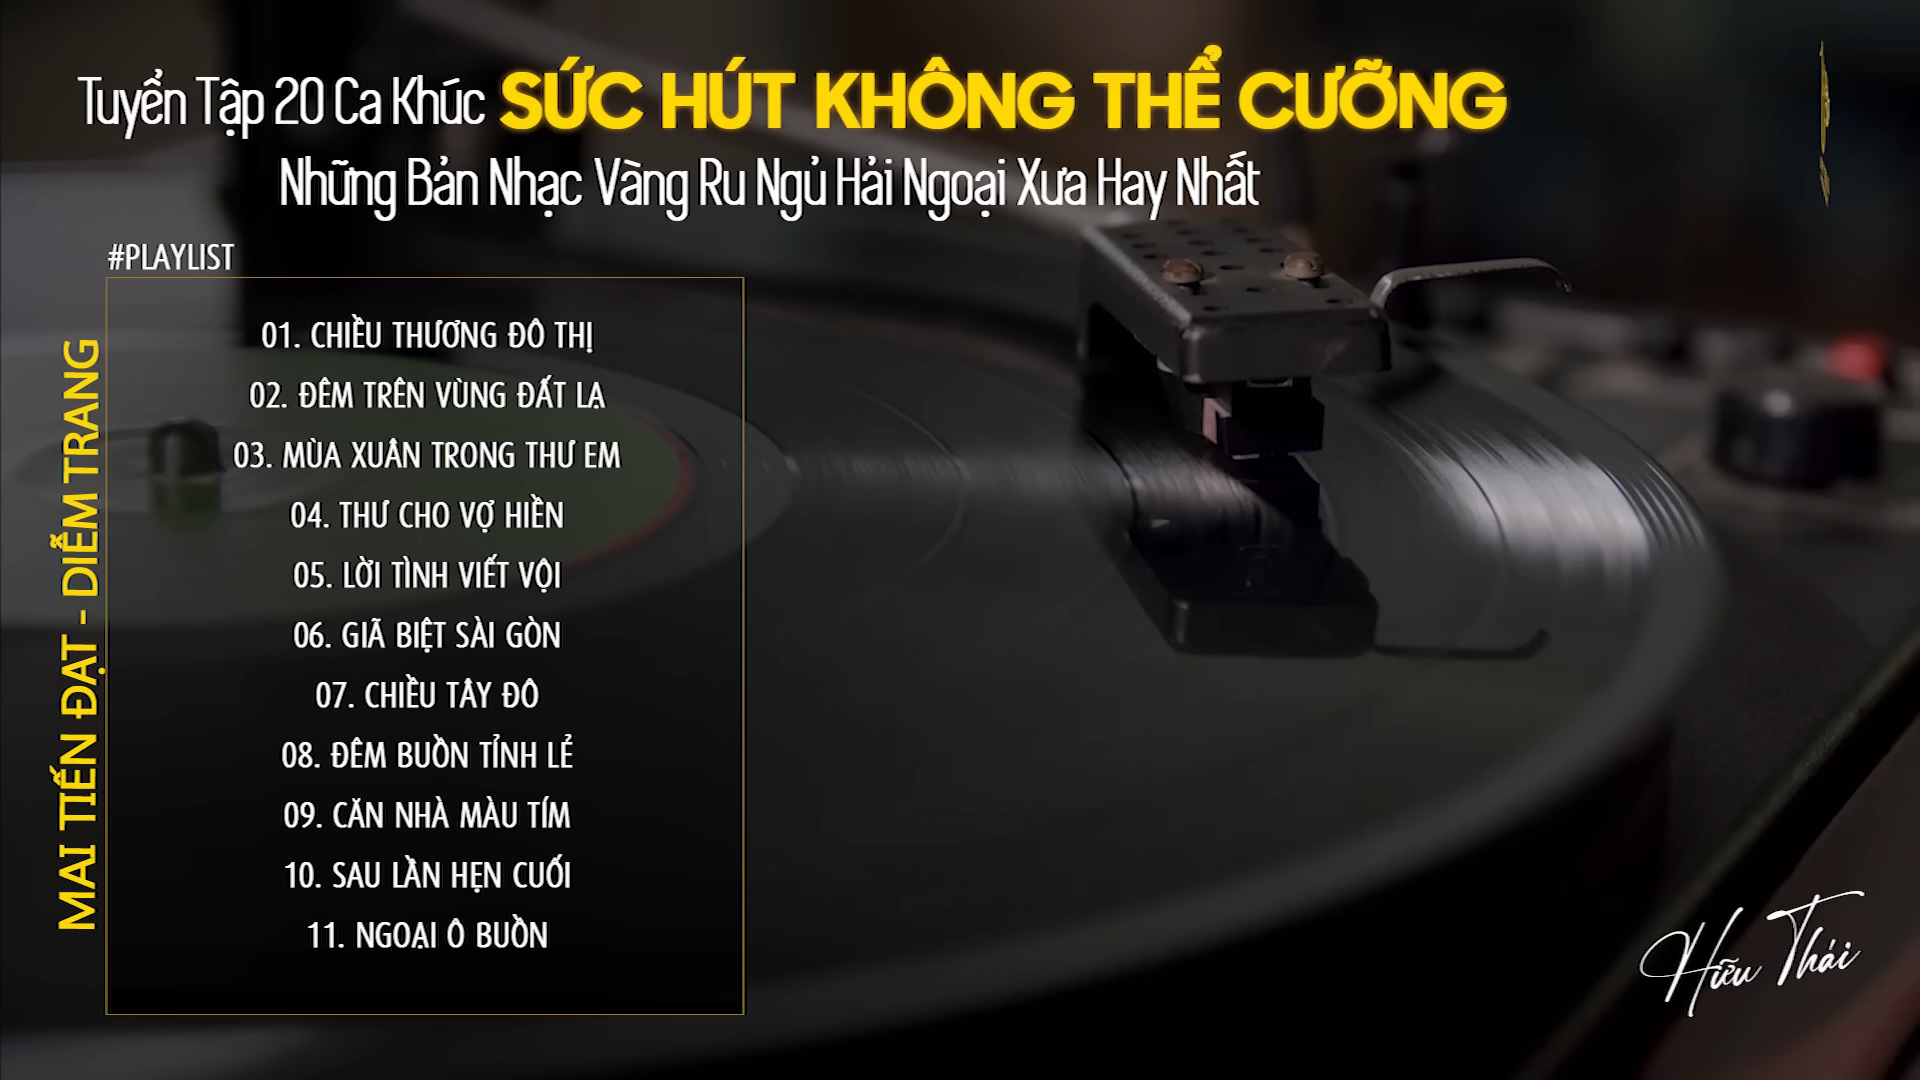 Tuyển Tập 20 Ca Khúc SỨC HÚT KHÔNG THỂ CƯỠNG
Những Bản Nhạc Vàng Ru Ngủ Hải Ngoại Xưa Hay Nhất
#PLAYLIST
MAI TIẾN ĐẠT - DIỄM TRANG
01. CHIỀU THƯƠNG ĐÔ THỊ
02. ĐÊM TRÊN VÙNG ĐẤT LẠ
03. MÙA XUÂN TRONG THƯ EM
04. THƯ CHO VỢ HIỀN
05. LỜI TÌNH VIẾT VỘI
06. GIÃ BIỆT SÀI GÒN
07. CHIỀU TÂY ĐÔ
08. ĐÊM BUỒN TỈNH LẺ
09. CĂN NHÀ MÀU TÍM
10. SAU LẦN HẸN CUỐI
11. NGOẠI Ô BUỒN
Hữu Thái